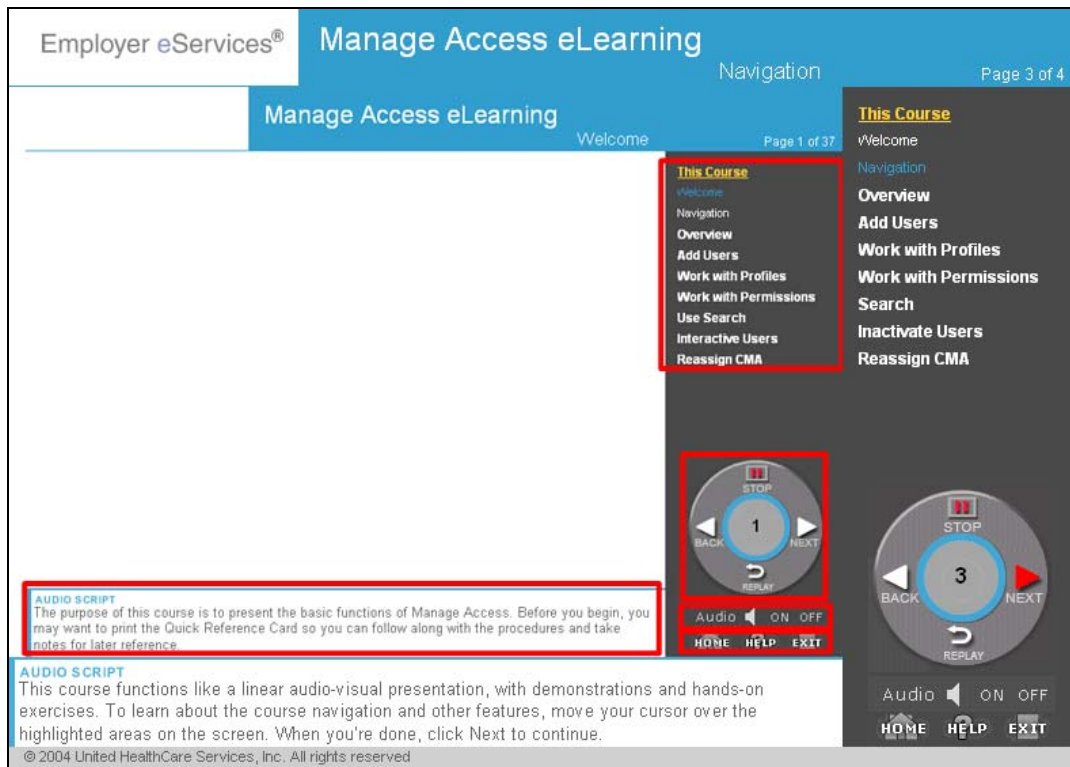 Employer eServices®
Manage Access eLearning
Navigation
Page 3 of 4
Manage Access eLearning
Welcome
Page 1 of 37
This Course
Welcome
Navigation
Overview
Add Users
Work with Profiles
Work with Permissions
Use Search
Interactive Users
Reassign CMA
STOP
BACK
1
NEXT
REPLAY
Audio ON OFF
HOME HELP EXIT
AUDIO SCRIPT
The purpose of this course is to present the basic functions of Manage Access. Before you begin, you
may want to print the Quick Reference Card so you can follow along with the procedures and take
notes for later reference.
This Course
Welcome
Navigation
Overview
Add Users
Work with Profiles
Work with Permissions
Search
Inactivate Users
Reassign CMA
STOP
BACK
3
NEXT
REPLAY
Audio ON OFF
HOME HELP EXIT
AUDIO SCRIPT
This course functions like a linear audio-visual presentation, with demonstrations and hands-on
exercises. To learn about the course navigation and other features, move your cursor over the
highlighted areas on the screen. When you're done, click Next to continue.
© 2004 United HealthCare Services, Inc. All rights reserved